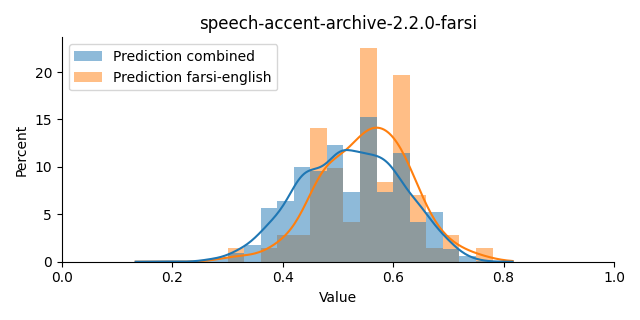 speech-accent-archive-2.2.0-farsi
Prediction combined
Prediction farsi-english
Percent
20
15
10
5
0
0.0 0.2 0.4 0.6 0.8 1.0
Value